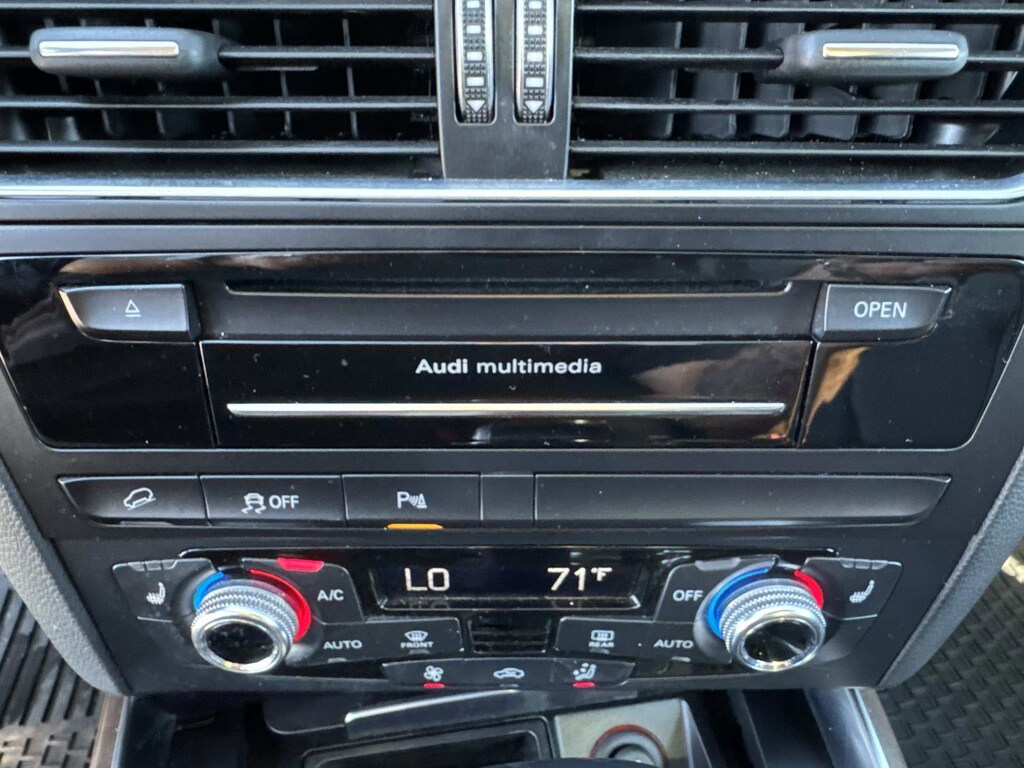 OPEN
Audi multimedia
OFF
P
LO 71°F
A/C
OFF
AUTO
FRONT
REAR
AUTO